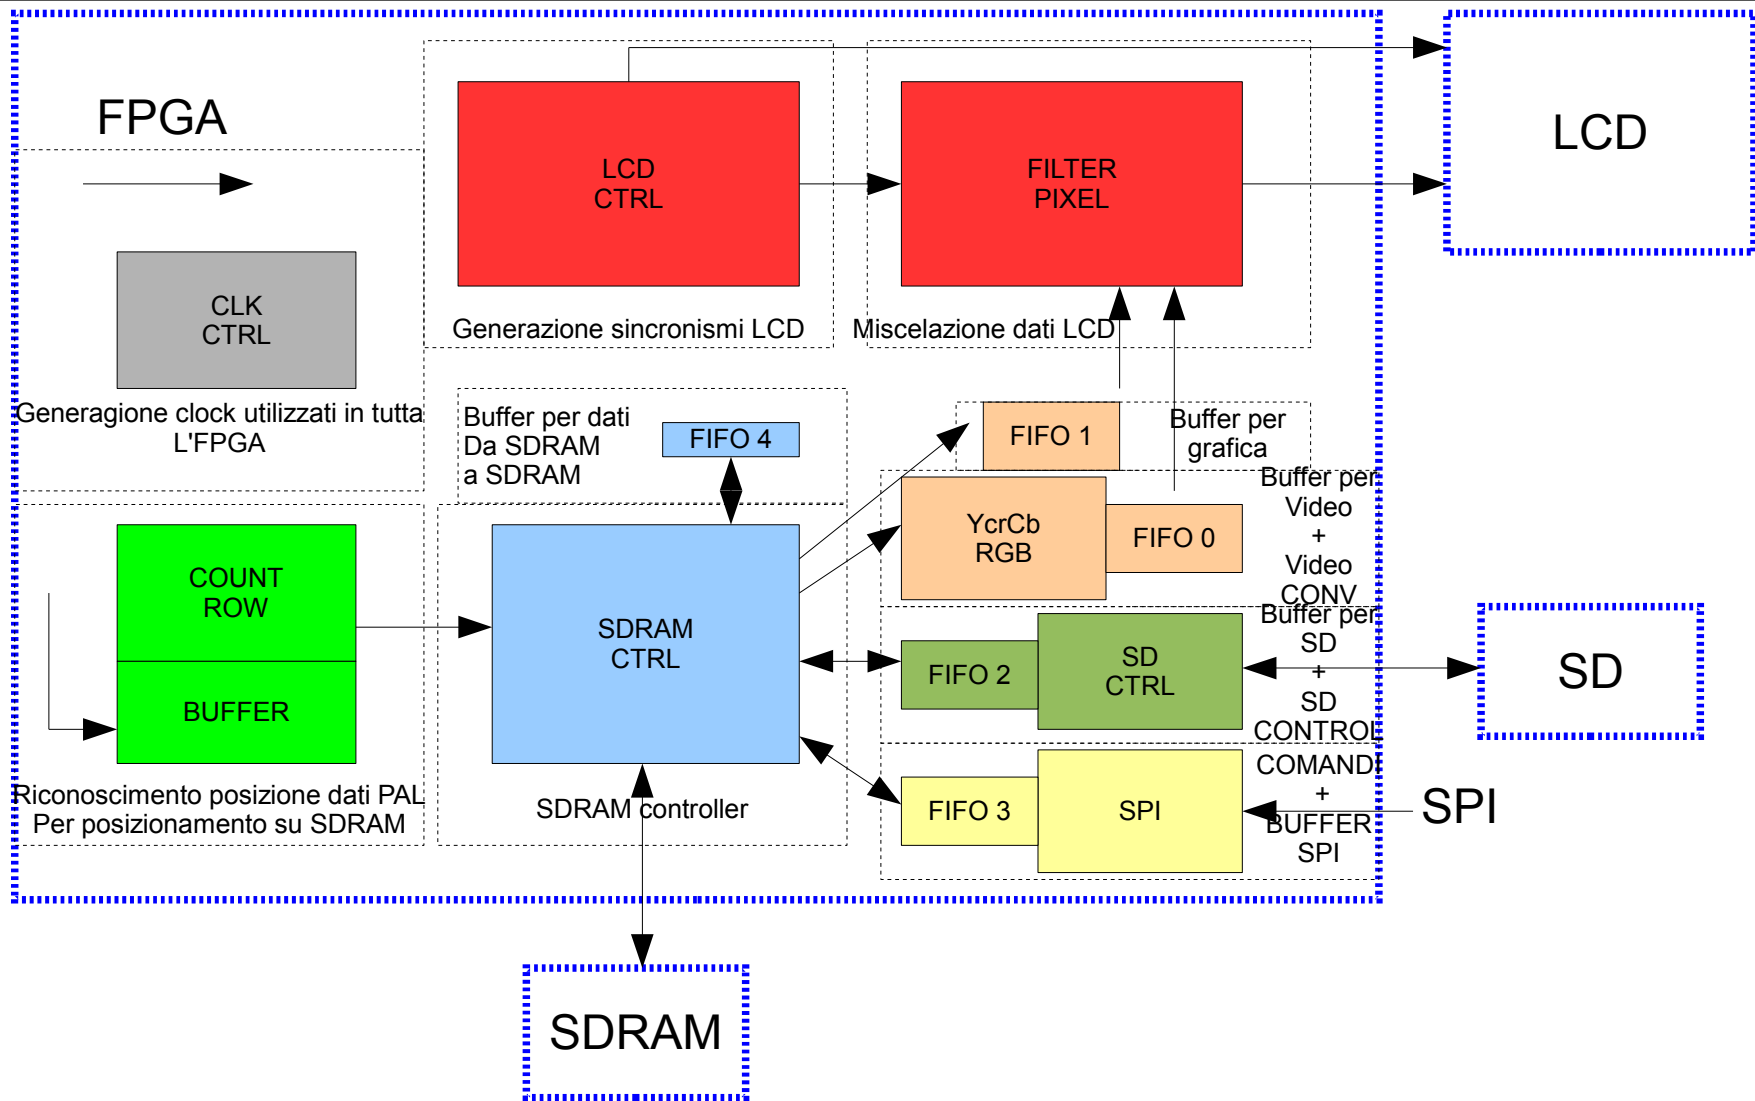 FPGA
LCD
CTRL
Generazione sincronismi LCD
FILTER
PIXEL
Miscelazione dati LCD
LCD
CLK
CTRL
Generagione clock utilizzati in tutta
L'FPGA
Buffer per dati
Da SDRAM
a SDRAM
FIFO 4
FIFO 1
Buffer per
grafica
YcrCb
RGB
FIFO 0
Buffer per
Video
+
Video
CONV
COUNT
ROW
BUFFER
Riconoscimento posizione dati PAL
Per posizionamento su SDRAM
SDRAM
CTRL
SDRAM controller
FIFO 2
SD
CTRL
Buffer per
SD
+
SD
CONTROL
SD
FIFO 3
SPI
COMANDI
+
BUFFER
SPI
SPI
SDRAM